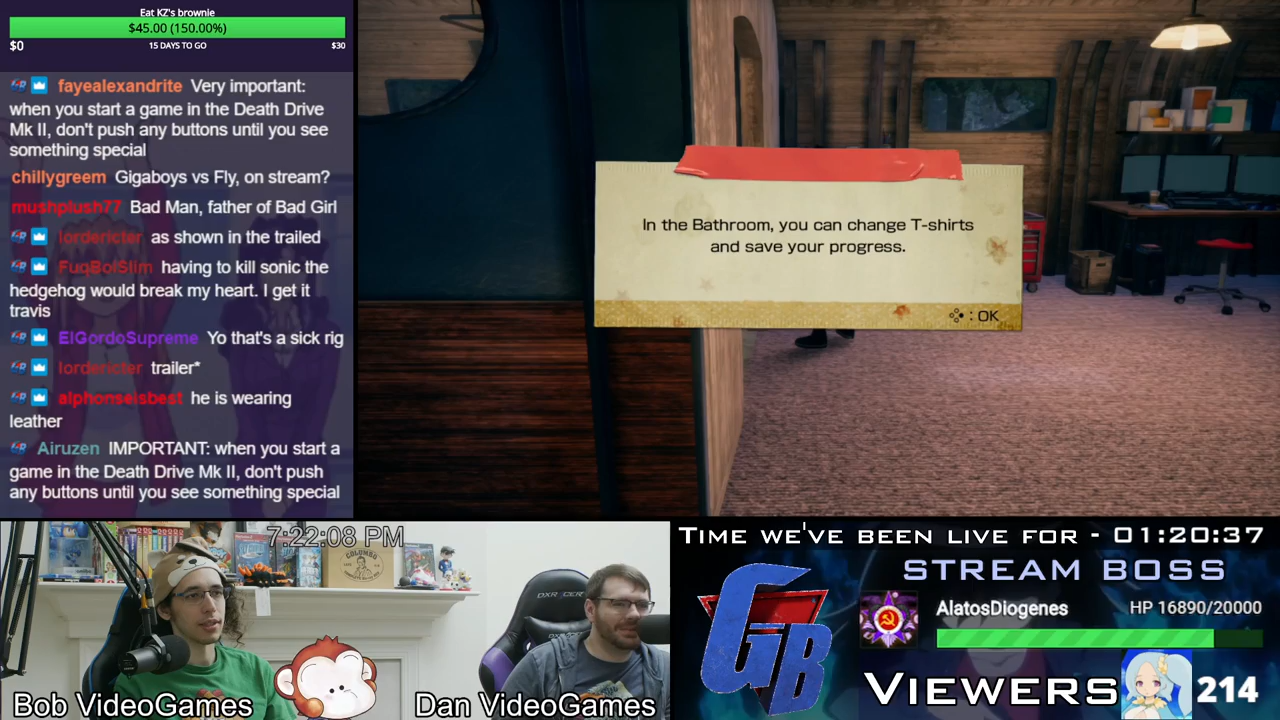 Eat KZ's brownie
$45.00 (150.00%)
$0
15 DAYS TO GO
$30
fayealexandrite Very important:
when you start a game in the Death Drive
Mk II, don't push any buttons until you see
something special
chillygreem Gigaboys vs Fly, on stream?
mushplush77 Bad Man, father of Bad Girl
lordericter as shown in the trailed
FuqBoiSlim having to kill sonic the
hedgehog would break my heart. I get it
travis
ElGordoSupreme Yo that's a sick rig
lordericter trailer*
alphonseisbest he is wearing
leather
Airuzen IMPORTANT: when you start a
game in the Death Drive Mk II, don't push
any buttons until you see something special
In the Bathroom, you can change T-shirts
and save your progress.
: OK
7:22:08 PM
COLUMBO
DXRACER
Bob VideoGames
Dan VideoGames
TIME WE'VE BEEN LIVE FOR - 01:20:37
STREAM BOSS
AlatosDiogenes
HP 16890/20000
GB
VIEWERS
214